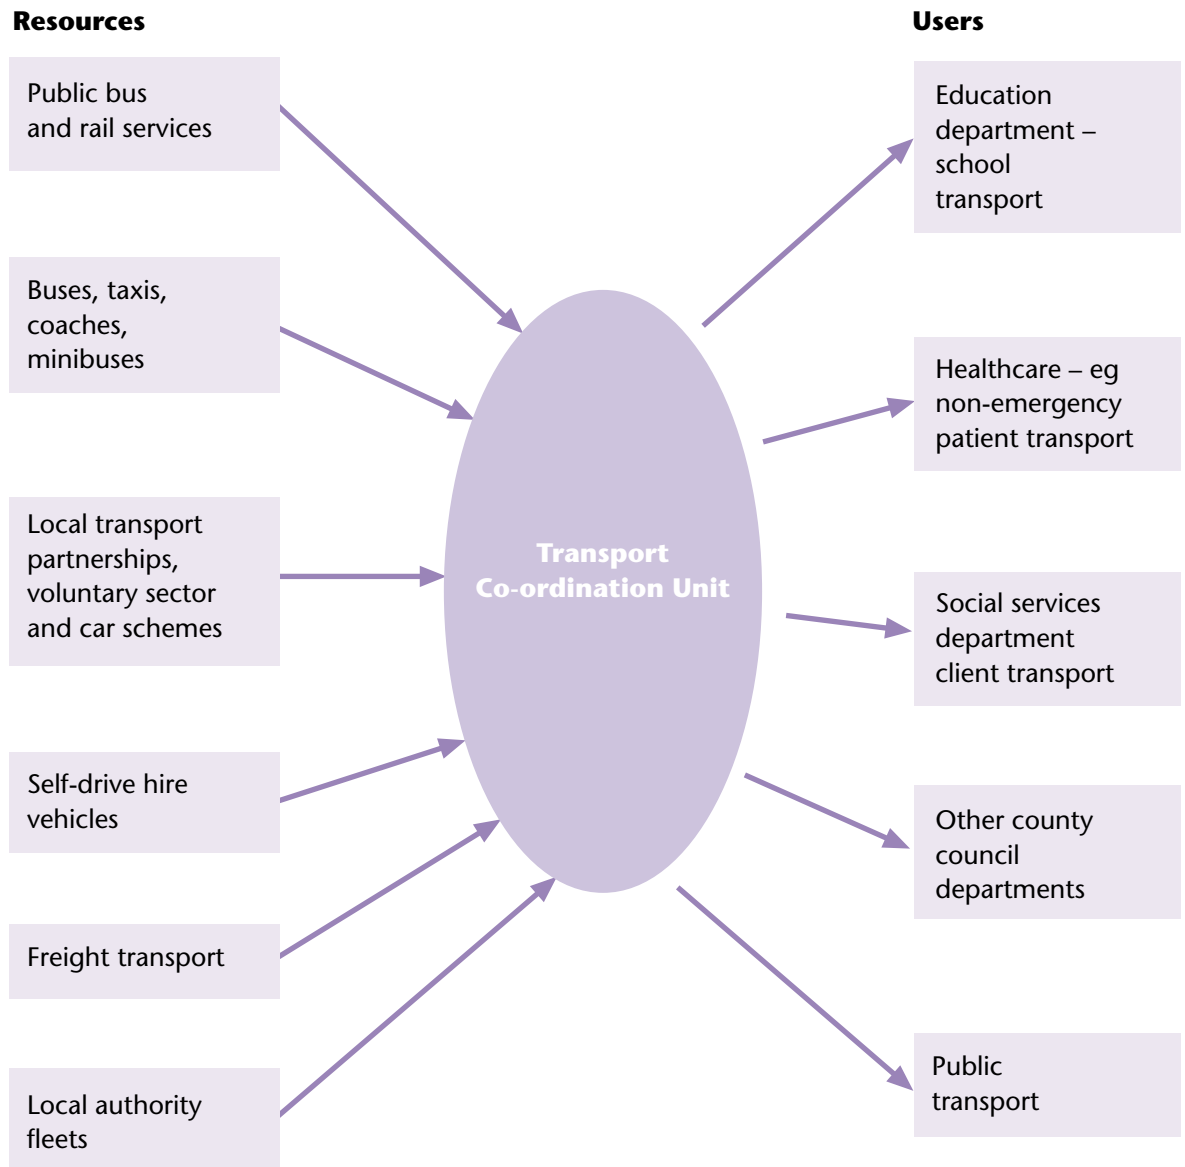 Resources
Public bus
and rail services
Buses, taxis,
coaches,
minibuses
Local transport
partnerships,
voluntary sector
and car schemes
Self-drive hire
vehicles
Freight transport
Local authority
fleets
Transport
Co-ordination Unit
Users
Education
department –
school
transport
Healthcare – eg
non-emergency
patient transport
Social services
department
client transport
Other county
council
departments
Public
transport